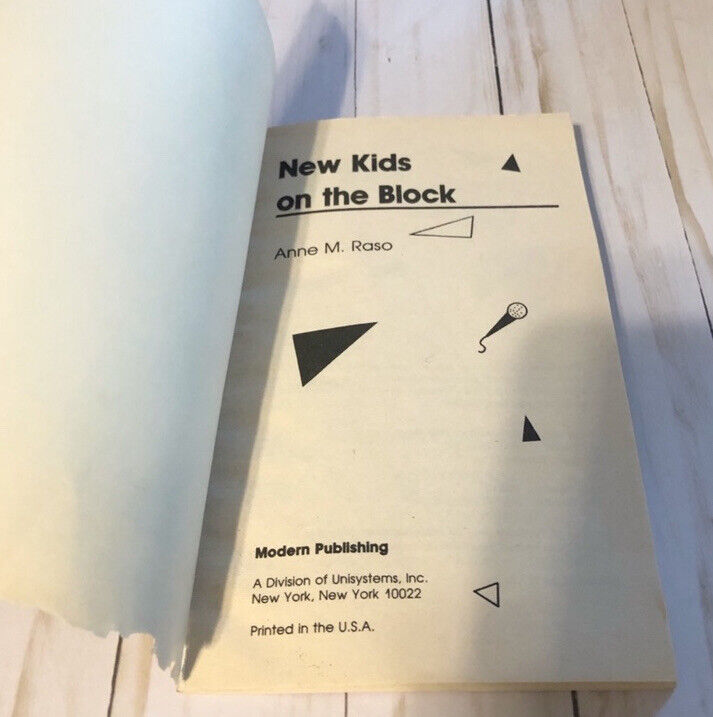 New Kids
on the Block
Anne M. Raso
Modern Publishing
A Division of Unisystems, Inc.
New York, New York 10022
Printed in the U.S.A.